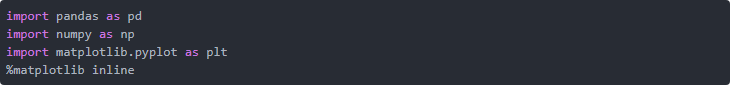 import pandas as pd
import numpy as np
import matplotlib.pyplot as plt
%matplotlib inline